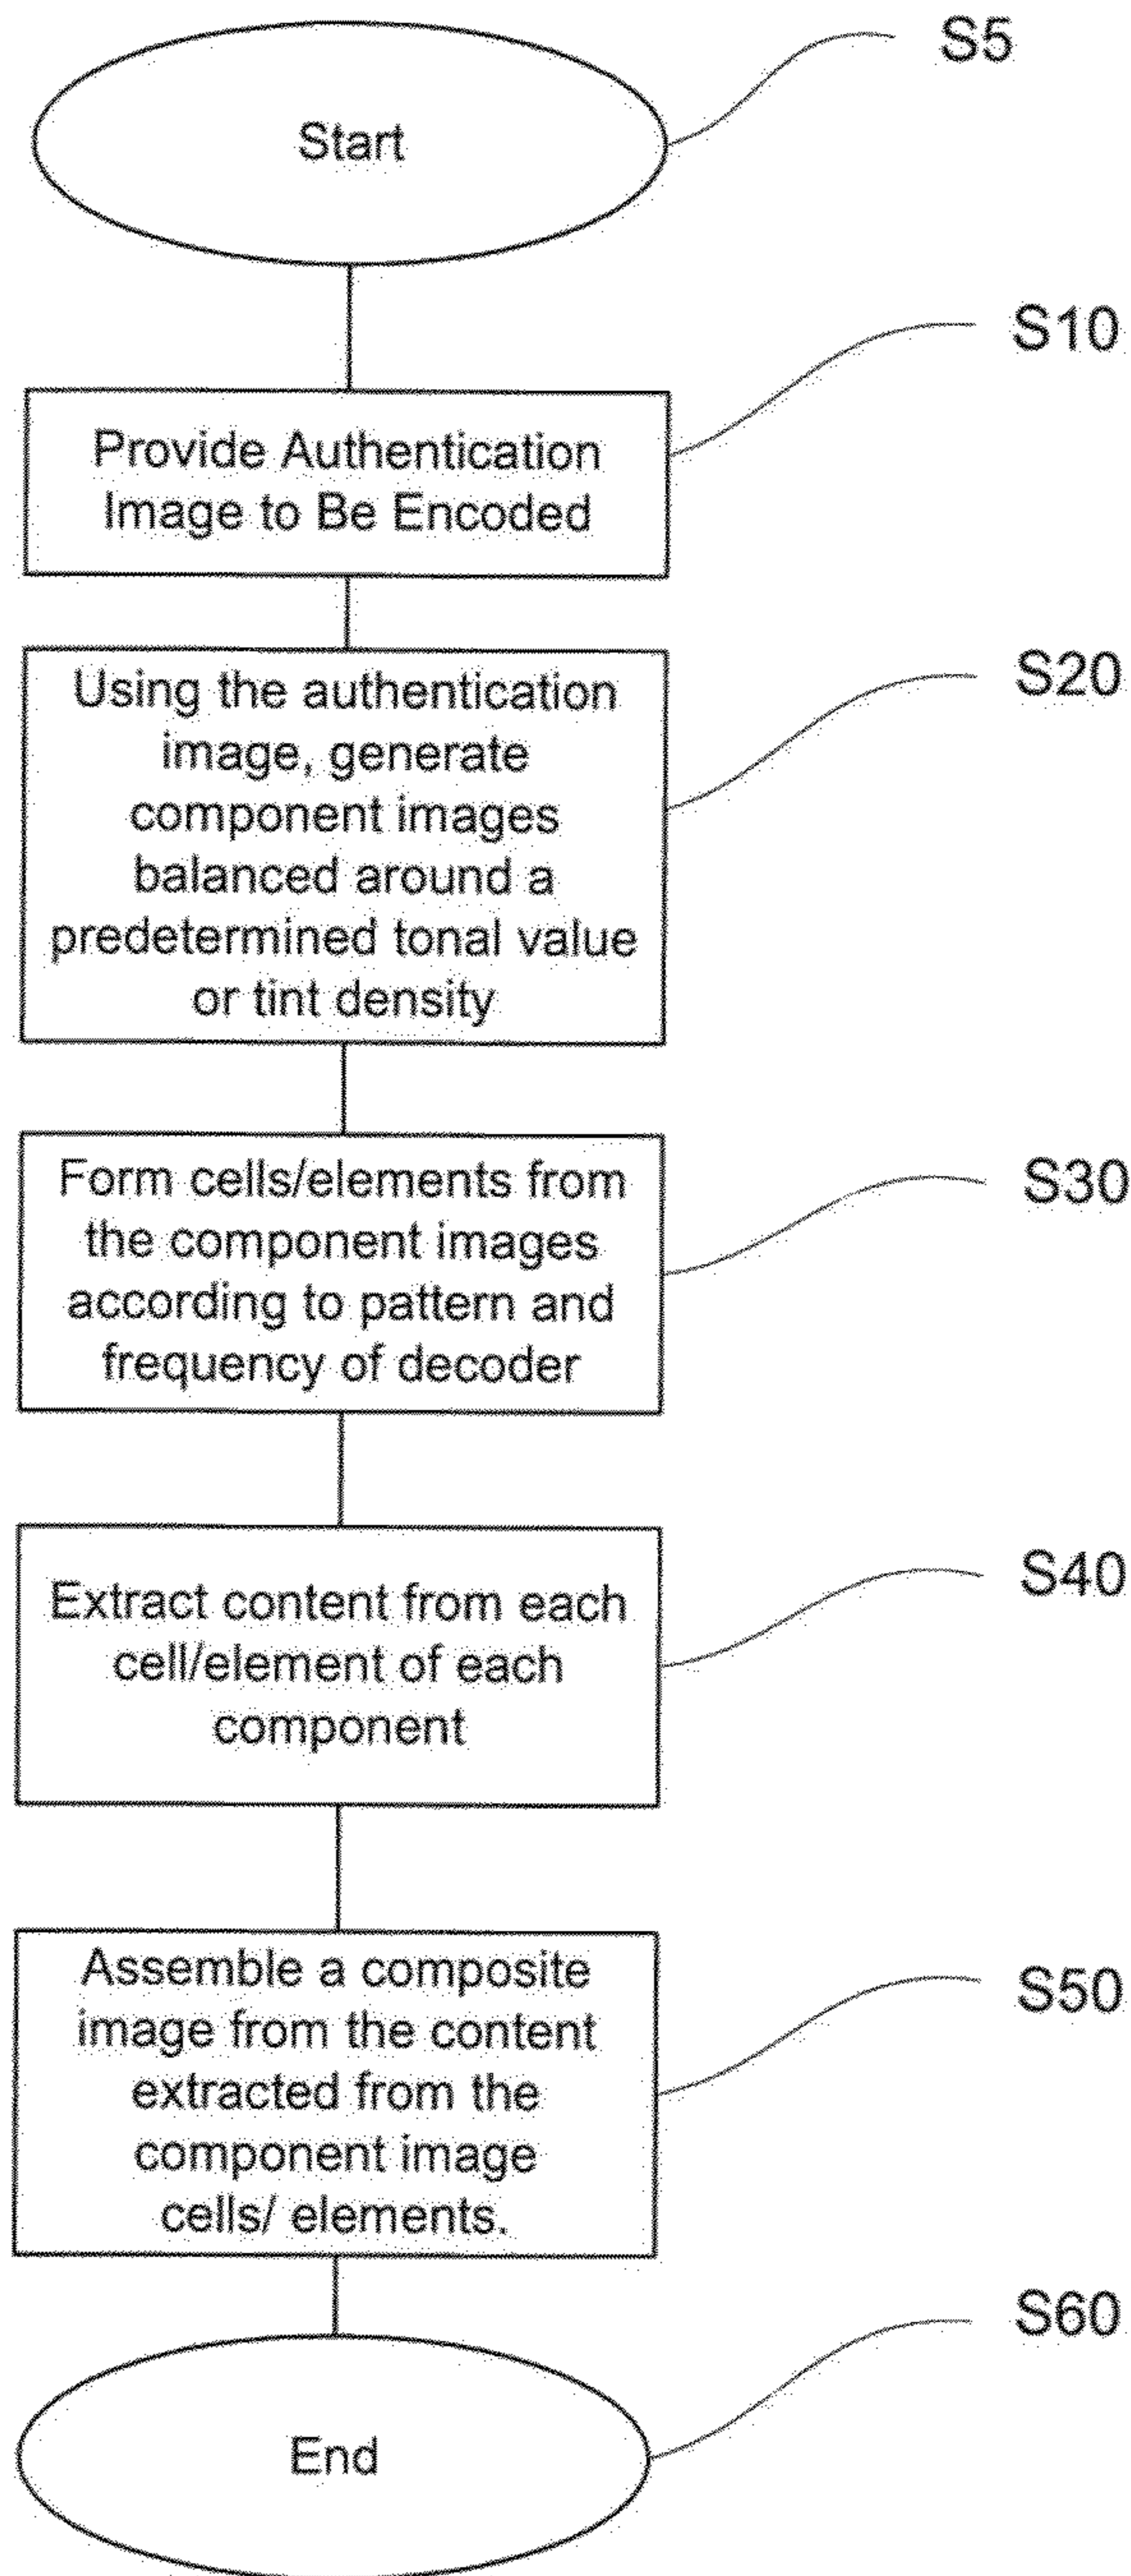 S5
Start
S10
Provide Authentication
Image to Be Encoded
S20
Using the authentication
image, generate
component images
balanced around a
predetermined tonal value
or tint density
S30
Form cells/elements from
the component images
according to pattern and
frequency of decoder
S40
Extract content from each
cell/element of each
component
S50
Assemble a composite
image from the content
extracted from the
component image
cells/ elements.
S60
End